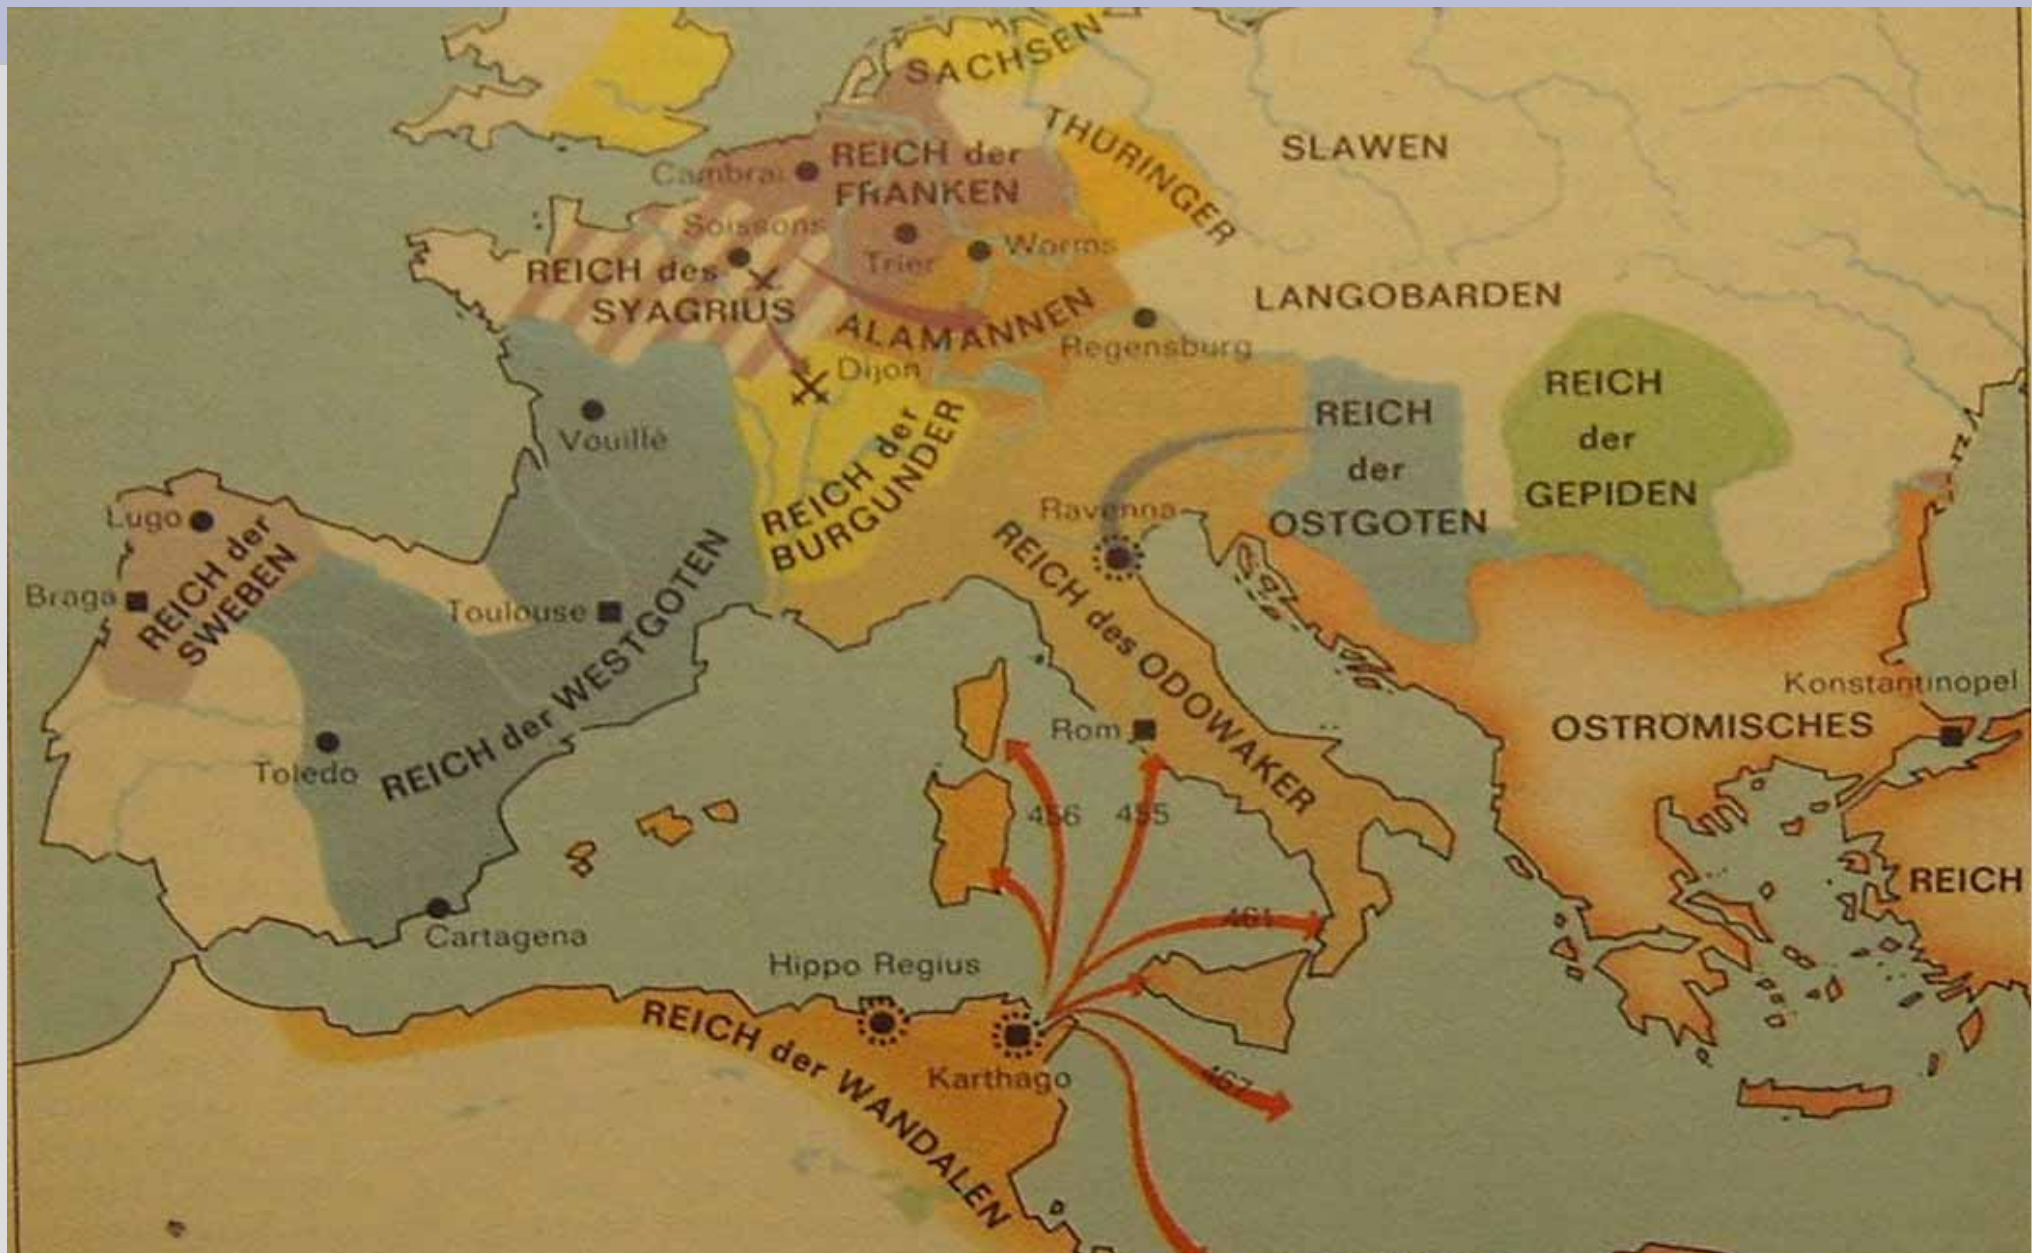 SACHSEN
THÜRINGER
SLAWEN
Cambrai
REICH der
FRANKEN
Soissons
Trier
Worms
REICH des
SYAGRIUS
ALAMANNEN
LANGOBARDEN
Regensburg
Dijon
Vouillé
REICH der
BURGUNDER
REICH
der
OSTGOTEN
REICH
der
GEPIDEN
Lugo
Braga
REICH der
SWEBEN
Toulouse
Ravenna
REICH des ODOWAKER
REICH der WESTGOTEN
Toledo
Cartagena
Rom
456
455
461
467
Konstantinopel
OSTRÖMISCHES
REICH
Hippo Regius
Karthago
REICH der WANDALEN